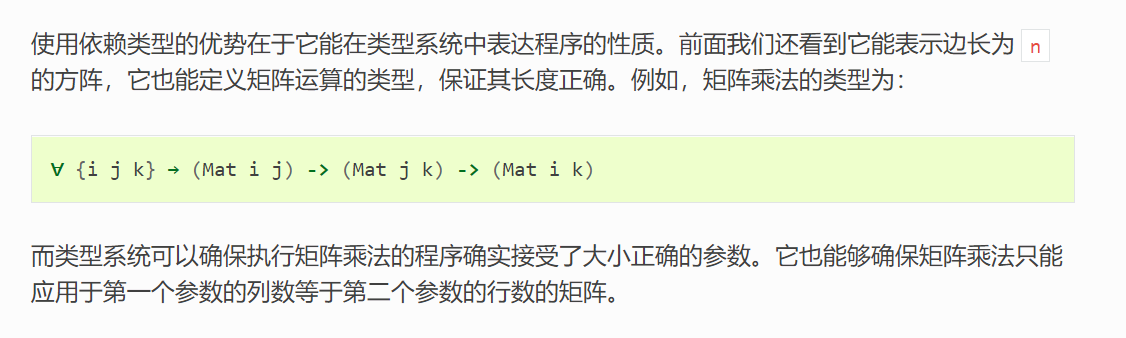 使用依赖类型的优势在于它能在类型系统中表达程序的性质。前面我们还看到它能表示边长为 n
的方阵，它也能定义矩阵运算的类型，保证其长度正确。例如，矩阵乘法的类型为：
∀ {i j k} → (Mat i j) -> (Mat j k) -> (Mat i k)
而类型系统可以确保执行矩阵乘法的程序确实接受了大小正确的参数。它也能够确保矩阵乘法只能
应用于第一个参数的列数等于第二个参数的行数的矩阵。